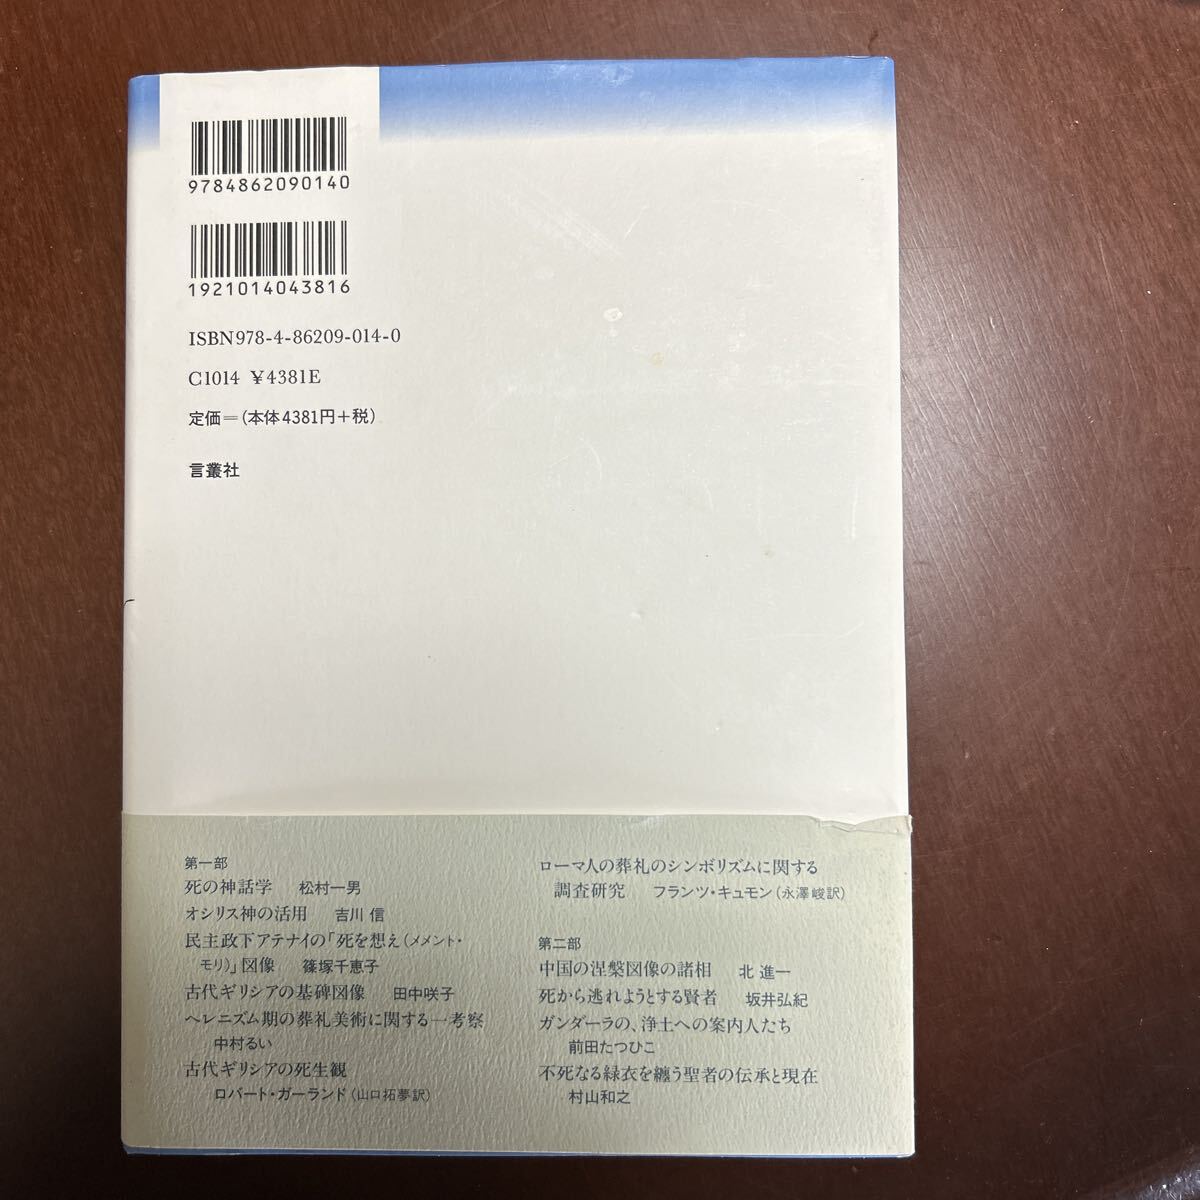 9784862090140
1921014043816
ISBN978-4-86209-014-0
C1014 ¥4381E
定価=(本体4381円+税)
言叢社
第一部
死の神話学 松村一男
オシリス神の活用 吉川 信
民主政下アテナイの「死を想え(メメント・
モリ)」図像 篠塚千恵子
古代ギリシアの墓碑図像 田中咲子
ヘレニズム期の葬礼美術に関する一考察
中村るい
古代ギリシアの死生観
ロバート・ガーランド(山口拓夢訳)
ローマ人の葬礼のシンボリズムに関する
調査研究 フランツ・キュモン(永澤峻訳)
第二部
中国の涅槃図像の諸相 北 進一
死から逃れようとする賢者 坂井弘紀
ガンダーラの、浄土への案内人たち
前田たつひこ
不死なる緑衣を纏う聖者の伝承と現在
村山和之